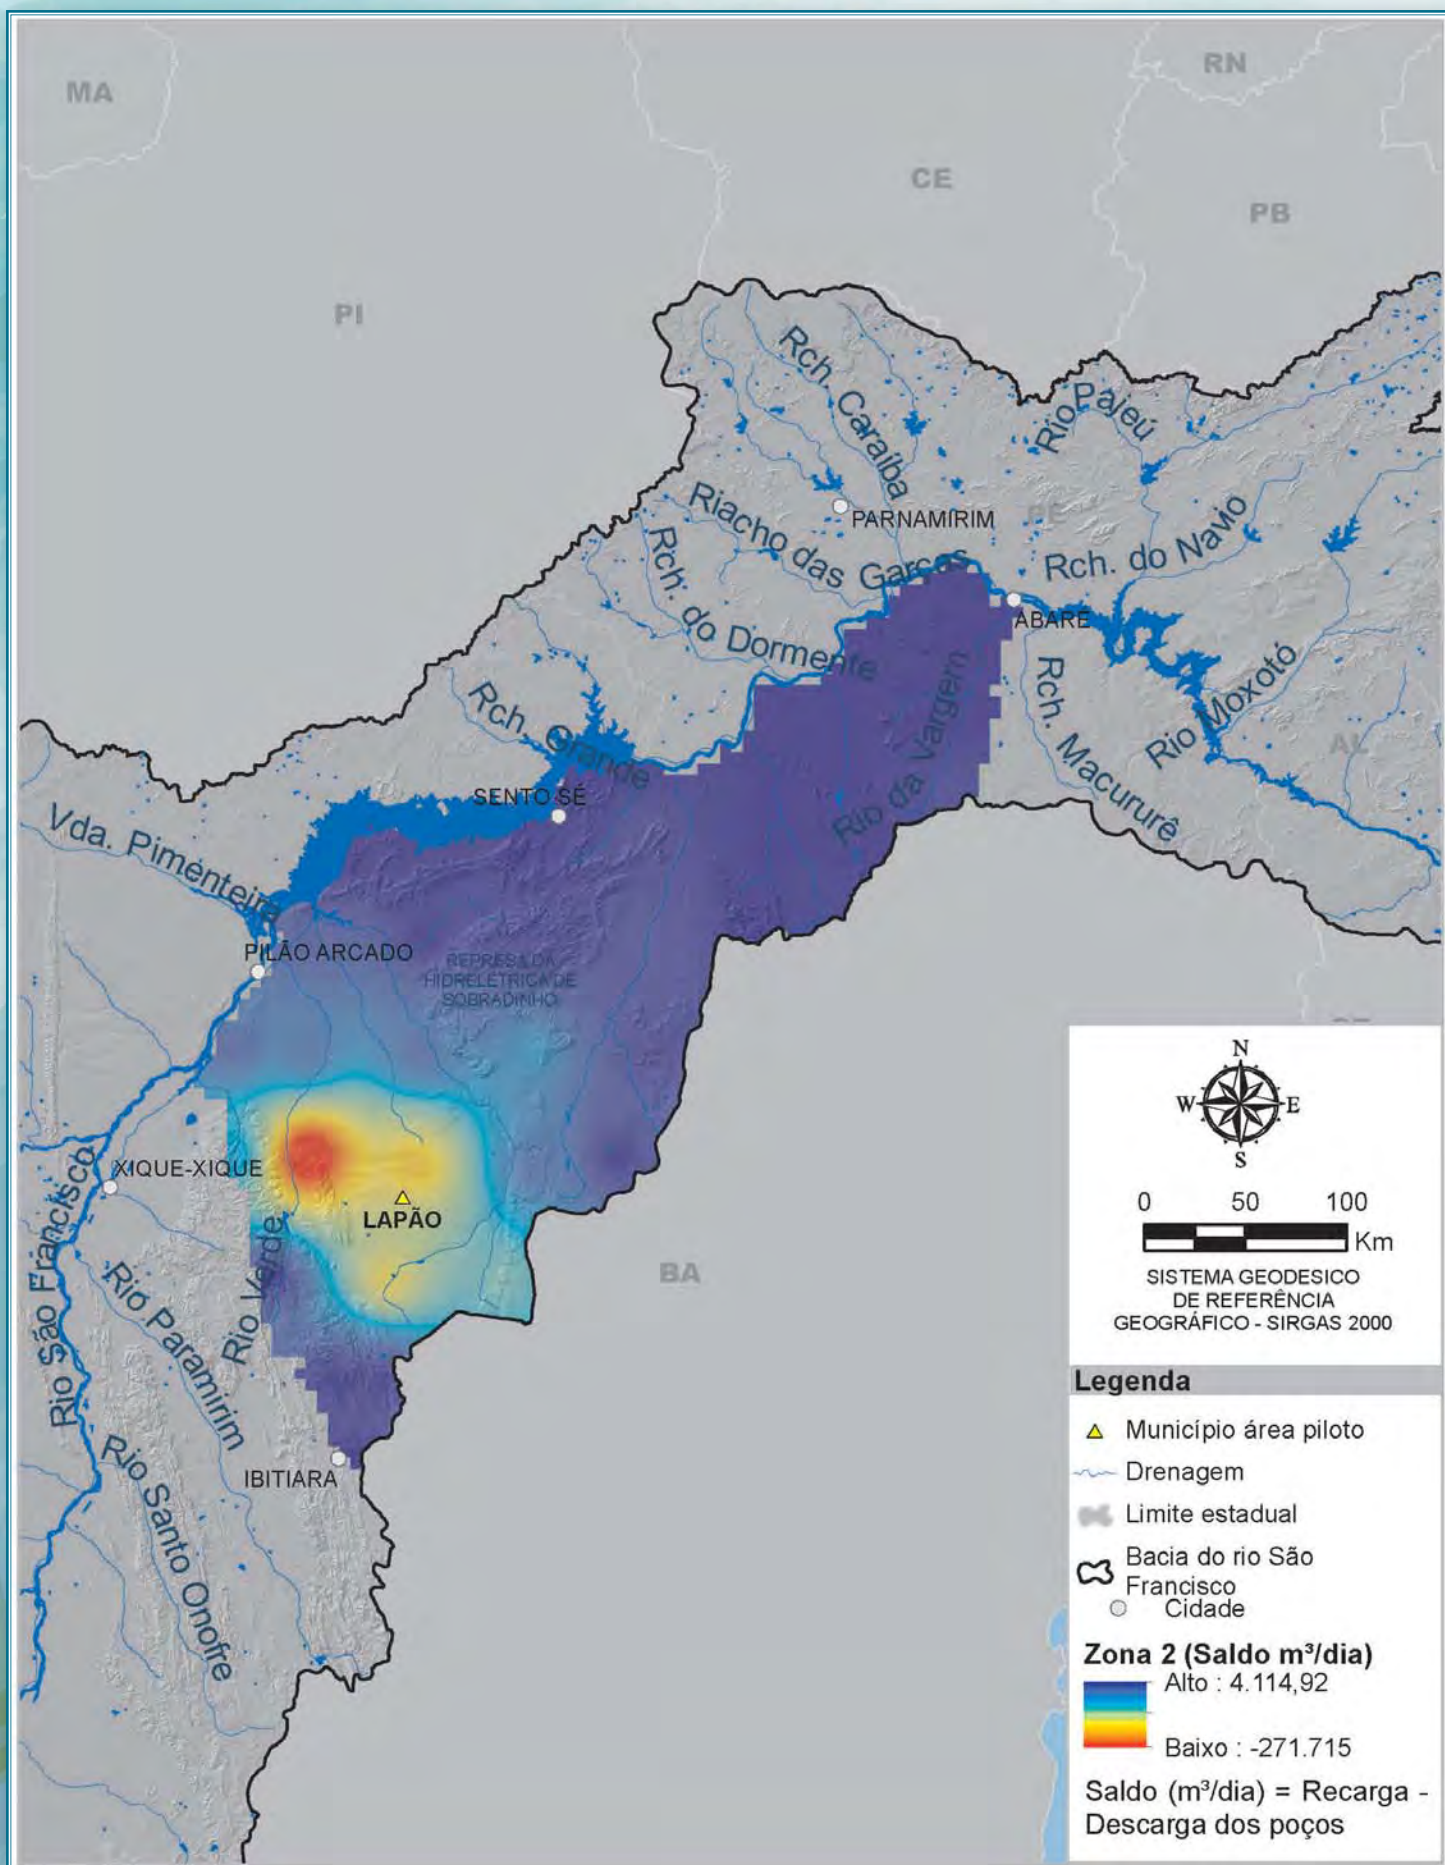 MA
RN
CE
PB
PI
Rch. Caraíba
Rio Pajeú
Riacho das Garças
PARNAMIRIM
PE
Rch. do Navio
Rch. do Dormente
ABARÉ
Rio da Vargem
Rch. Macururê
Rio Moxotó
AL
Rch. Grande
SENTO SÉ
Vda. Pimenteira
PILÃO ARCADO
REPRESA DA
HIDRELÉTRICA DE
SOBRADINHO
XIQUE-XIQUE
LAPÃO
Rio São Francisco
Rio Verde
Rio Paramirim
BA
IBITIARA
Rio Santo Onofre
N
W E
S
0 50 100
Km
SISTEMA GEODESICO
DE REFERÊNCIA
GEOGRÁFICO - SIRGAS 2000
Legenda
Município área piloto
Drenagem
Limite estadual
Bacia do rio São
Francisco
Cidade
Zona 2 (Saldo m³/dia)
Alto : 4.114,92
Baixo : -271.715
Saldo (m³/dia) = Recarga -
Descarga dos poços